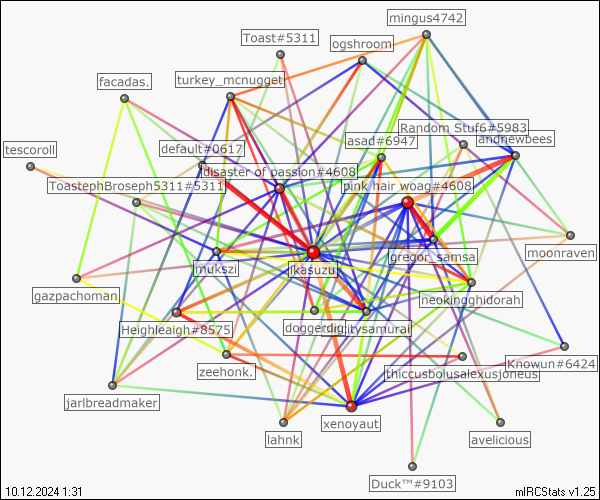 mingus4742
Toast#5311
ogshroom
turkey_mcnugget
facadas.
Random Stuf6#5983
andnewbees
asad#6947
default#0617
tescoroll
disaster of passion#4608
ToastephBroseph5311#5311
pink hair woag#4608
moonraven
gregor_samsa
mukszi
ikasuzu
neokingghidorah
gazpachoman
Heighleaigh#8575
digitysamurai
Knowun#6424
zeehonk.
thiccusboiusalexusjoneus
jarlbreadmaker
xenoyaut
lahnk
avelicious
Duck™#9103
10.12.2024 1:31
mIRCStats v1.25